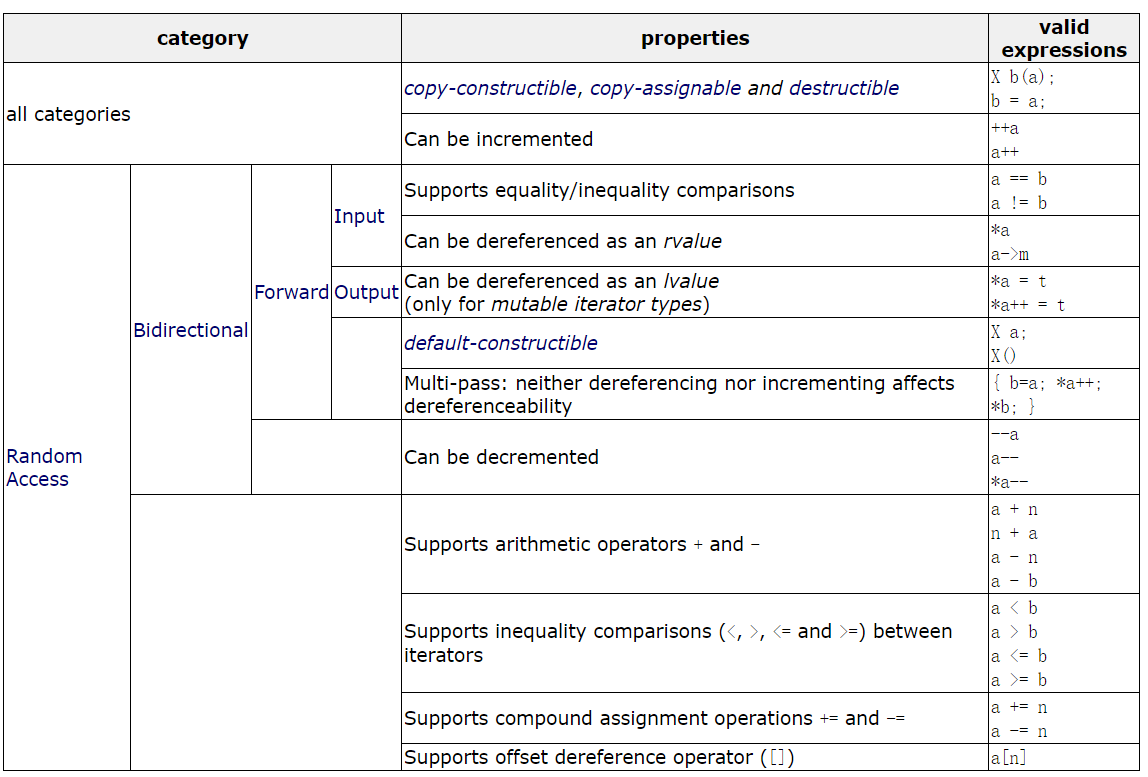 category
properties
valid
expressions
all categories
copy-constructible, copy-assignable and destructible
X b(a);
b = a;
Can be incremented
++a
a++
Random
Access
Bidirectional
Forward
Input
Supports equality/inequality comparisons
a == b
a != b
Can be dereferenced as an rvalue
*a
a->m
Output
Can be dereferenced as an lvalue
(only for mutable iterator types)
*a = t
*a++ = t
default-constructible
X a;
X()
Multi-pass: neither dereferencing nor incrementing affects
dereferenceability
{ b=a; *a++;
*b; }
Can be decremented
--a
a--
*a--
Supports arithmetic operators + and -
a + n
n + a
a - n
a - b
Supports inequality comparisons (<, >, <= and >=) between
iterators
a < b
a > b
a <= b
a >= b
Supports compound assignment operations += and -=
a += n
a -= n
Supports offset dereference operator ([])
a[n]